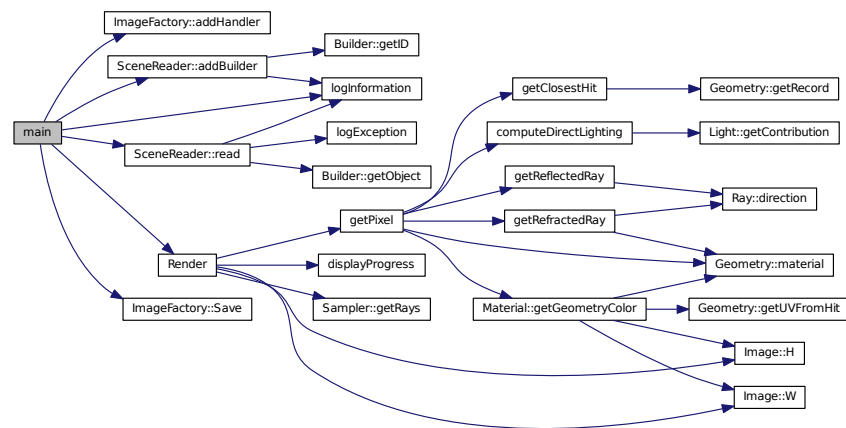 main
ImageFactory::addHandler
SceneReader::addBuilder
SceneReader::read
Render
ImageFactory::Save
Builder::getID
logInformation
logException
Builder::getObject
getPixel
displayProgress
Sampler::getRays
getClosestHit
computeDirectLighting
getReflectedRay
getRefractedRay
Material::getGeometryColor
Geometry::getRecord
Light::getContribution
Ray::direction
Geometry::material
Geometry::getUVFromHit
Image::H
Image::W